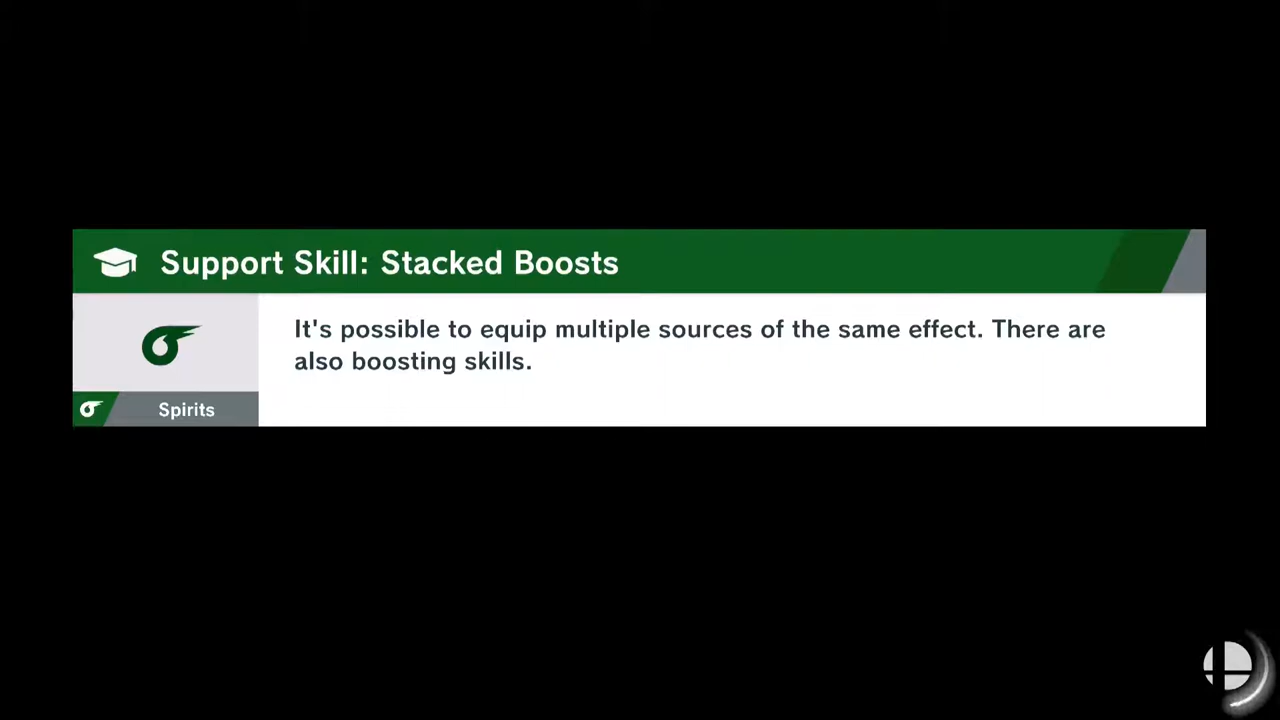 Support Skill: Stacked Boosts
It's possible to equip multiple sources of the same effect. There are
also boosting skills.
Spirits